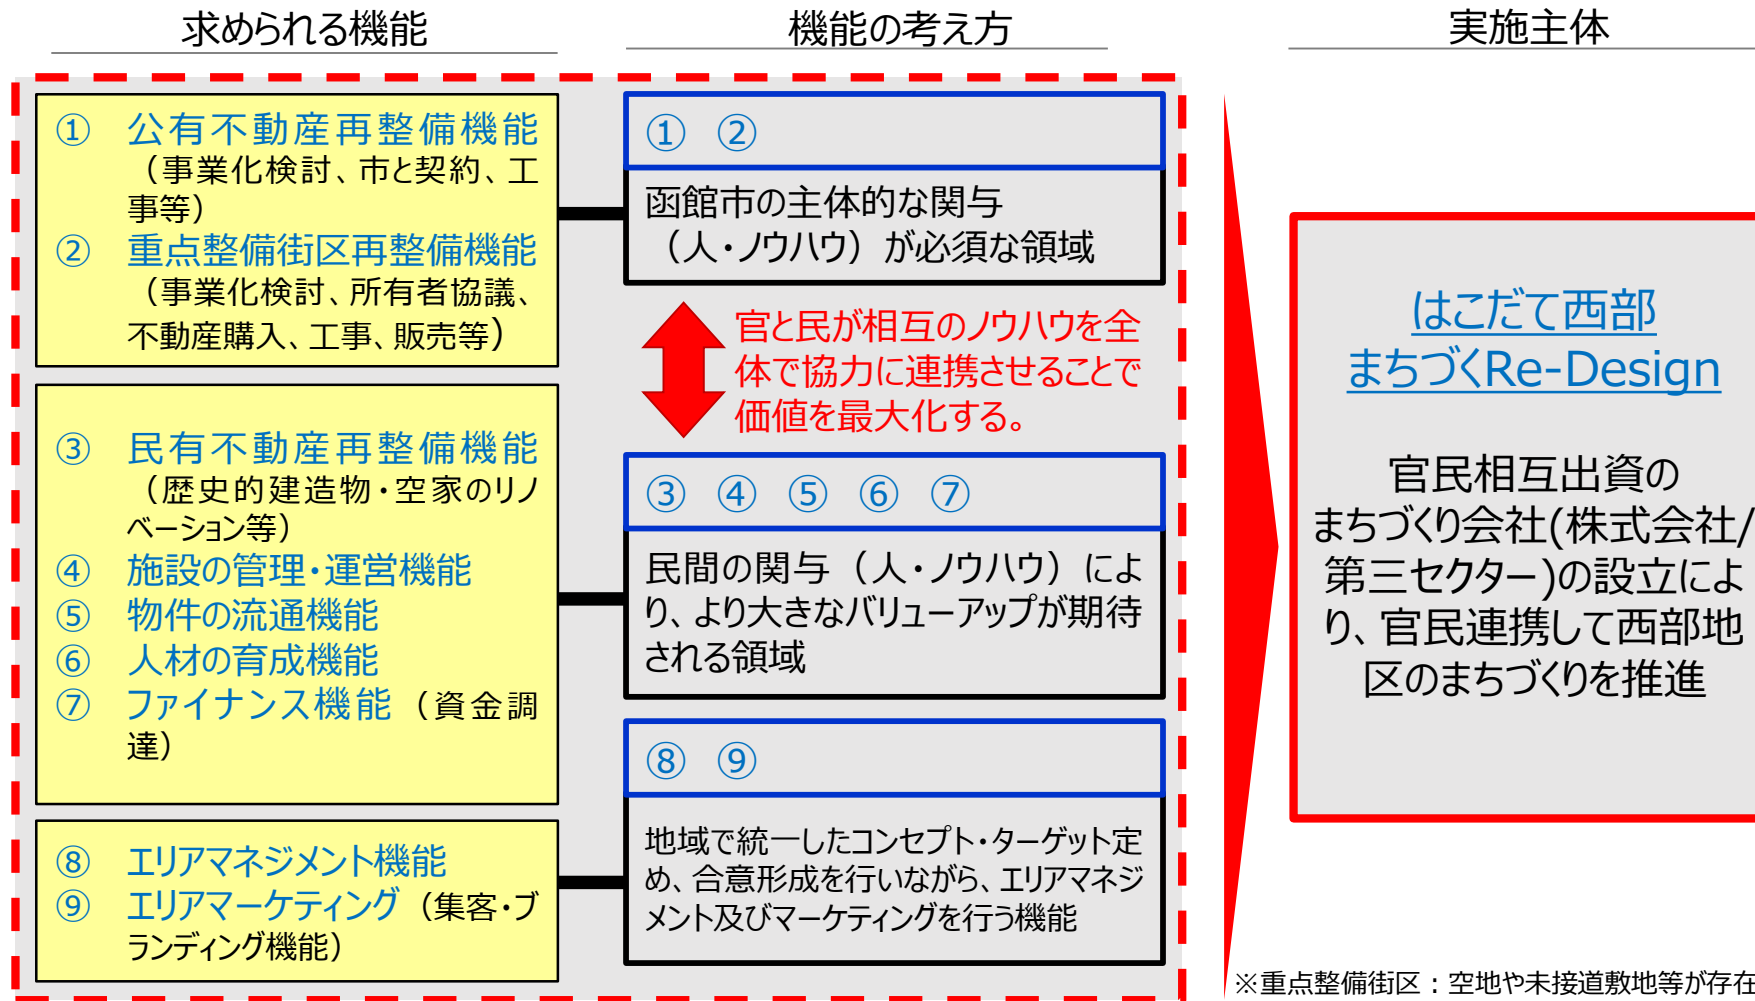 求められる機能
機能の考え方
実施主体
① 公有不動産再整備機能
（事業化検討、市と契約、工
事等）
② 重点整備街区再整備機能
（事業化検討、所有者協議、
不動産購入、工事、販売等）
① ②
函館市の主体的な関与
（人・ノウハウ）が必須な領域
官と民が相互のノウハウを全
体で協力に連携させることで
価値を最大化する。
③ 民有不動産再整備機能
（歴史的建造物・空家のリノ
ベーション等）
④ 施設の管理・運営機能
⑤ 物件の流通機能
⑥ 人材の育成機能
⑦ ファイナンス機能（資金調
達）
③ ④ ⑤ ⑥ ⑦
民間の関与（人・ノウハウ）によ
り、より大きなバリューアップが期待
される領域
⑧ エリアマネジメント機能
⑨ エリアマーケティング（集客・ブ
ランディング機能）
⑧ ⑨
地域で統一したコンセプト・ターゲット定
め、合意形成を行いながら、エリアマネジ
メント及びマーケティングを行う機能
はこだて西部
まちづくRe-Design
官民相互出資の
まちづくり会社(株式会社/
第三セクター)の設立によ
り、官民連携して西部地
区のまちづくりを推進
※重点整備街区：空地や未接道敷地等が存在